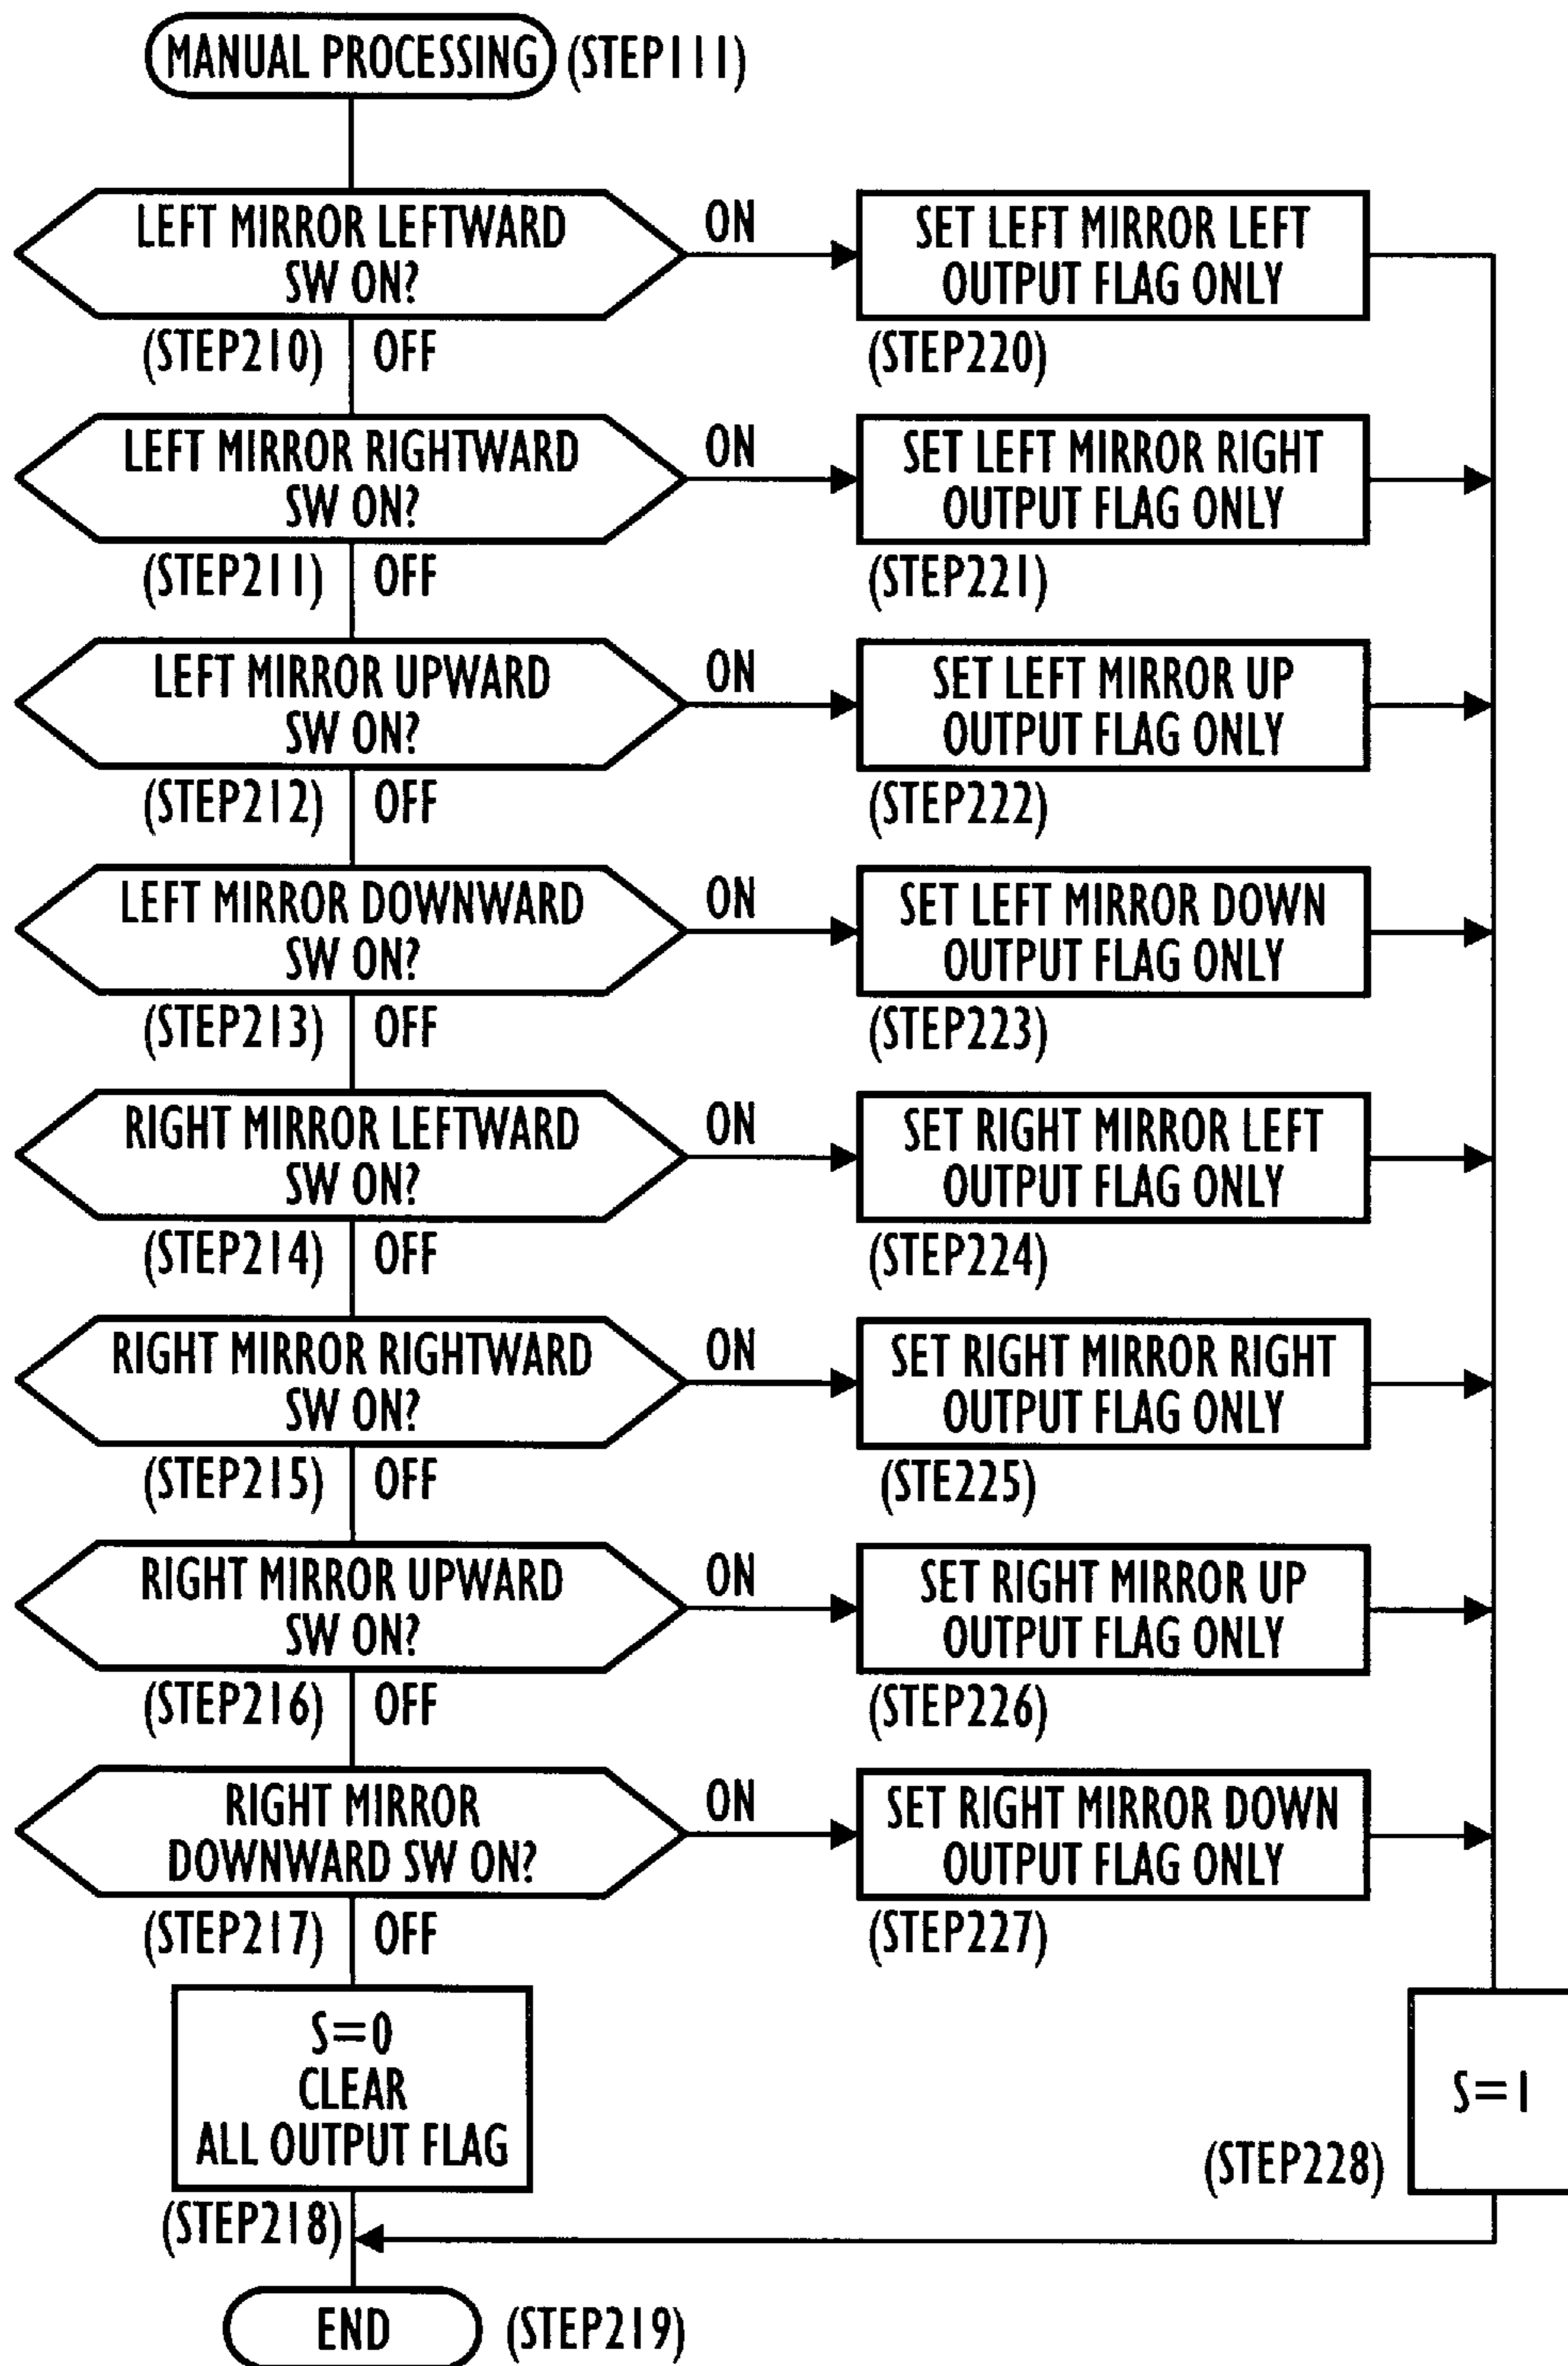 MANUAL PROCESSING (STEP111)
LEFT MIRROR LEFTWARD
SW ON?
ON
SET LEFT MIRROR LEFT
OUTPUT FLAG ONLY
(STEP210) OFF
(STEP220)
LEFT MIRROR RIGHTWARD
SW ON?
ON
SET LEFT MIRROR RIGHT
OUTPUT FLAG ONLY
(STEP211) OFF
(STEP221)
LEFT MIRROR UPWARD
SW ON?
ON
SET LEFT MIRROR UP
OUTPUT FLAG ONLY
(STEP212) OFF
(STEP222)
LEFT MIRROR DOWNWARD
SW ON?
ON
SET LEFT MIRROR DOWN
OUTPUT FLAG ONLY
(STEP213) OFF
(STEP223)
RIGHT MIRROR LEFTWARD
SW ON?
ON
SET RIGHT MIRROR LEFT
OUTPUT FLAG ONLY
(STEP214) OFF
(STEP224)
RIGHT MIRROR RIGHTWARD
SW ON?
ON
SET RIGHT MIRROR RIGHT
OUTPUT FLAG ONLY
(STEP215) OFF
(STE225)
RIGHT MIRROR UPWARD
SW ON?
ON
SET RIGHT MIRROR UP
OUTPUT FLAG ONLY
(STEP216) OFF
(STEP226)
RIGHT MIRROR
DOWNWARD SW ON?
ON
SET RIGHT MIRROR DOWN
OUTPUT FLAG ONLY
(STEP217) OFF
(STEP227)
S=0
CLEAR
ALL OUTPUT FLAG
(STEP218)
S=1
(STEP228)
END (STEP219)